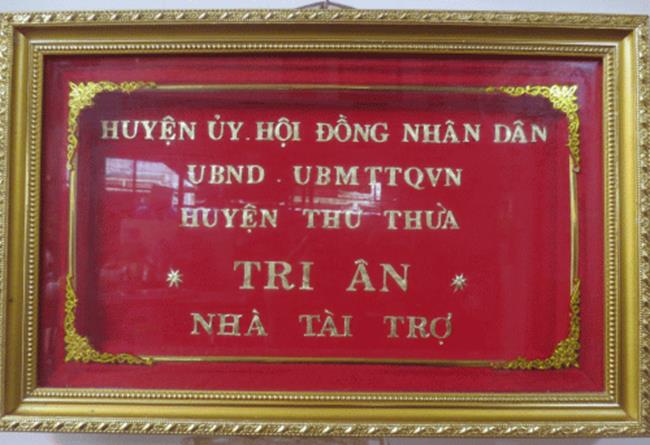 HUYỆN ỦY. HỘI ĐỒNG NHÂN DÂN
UBND . UBMTTQVN
HUYỆN THỦ THỪA
TRI ÂN
NHÀ TÀI TRỢ